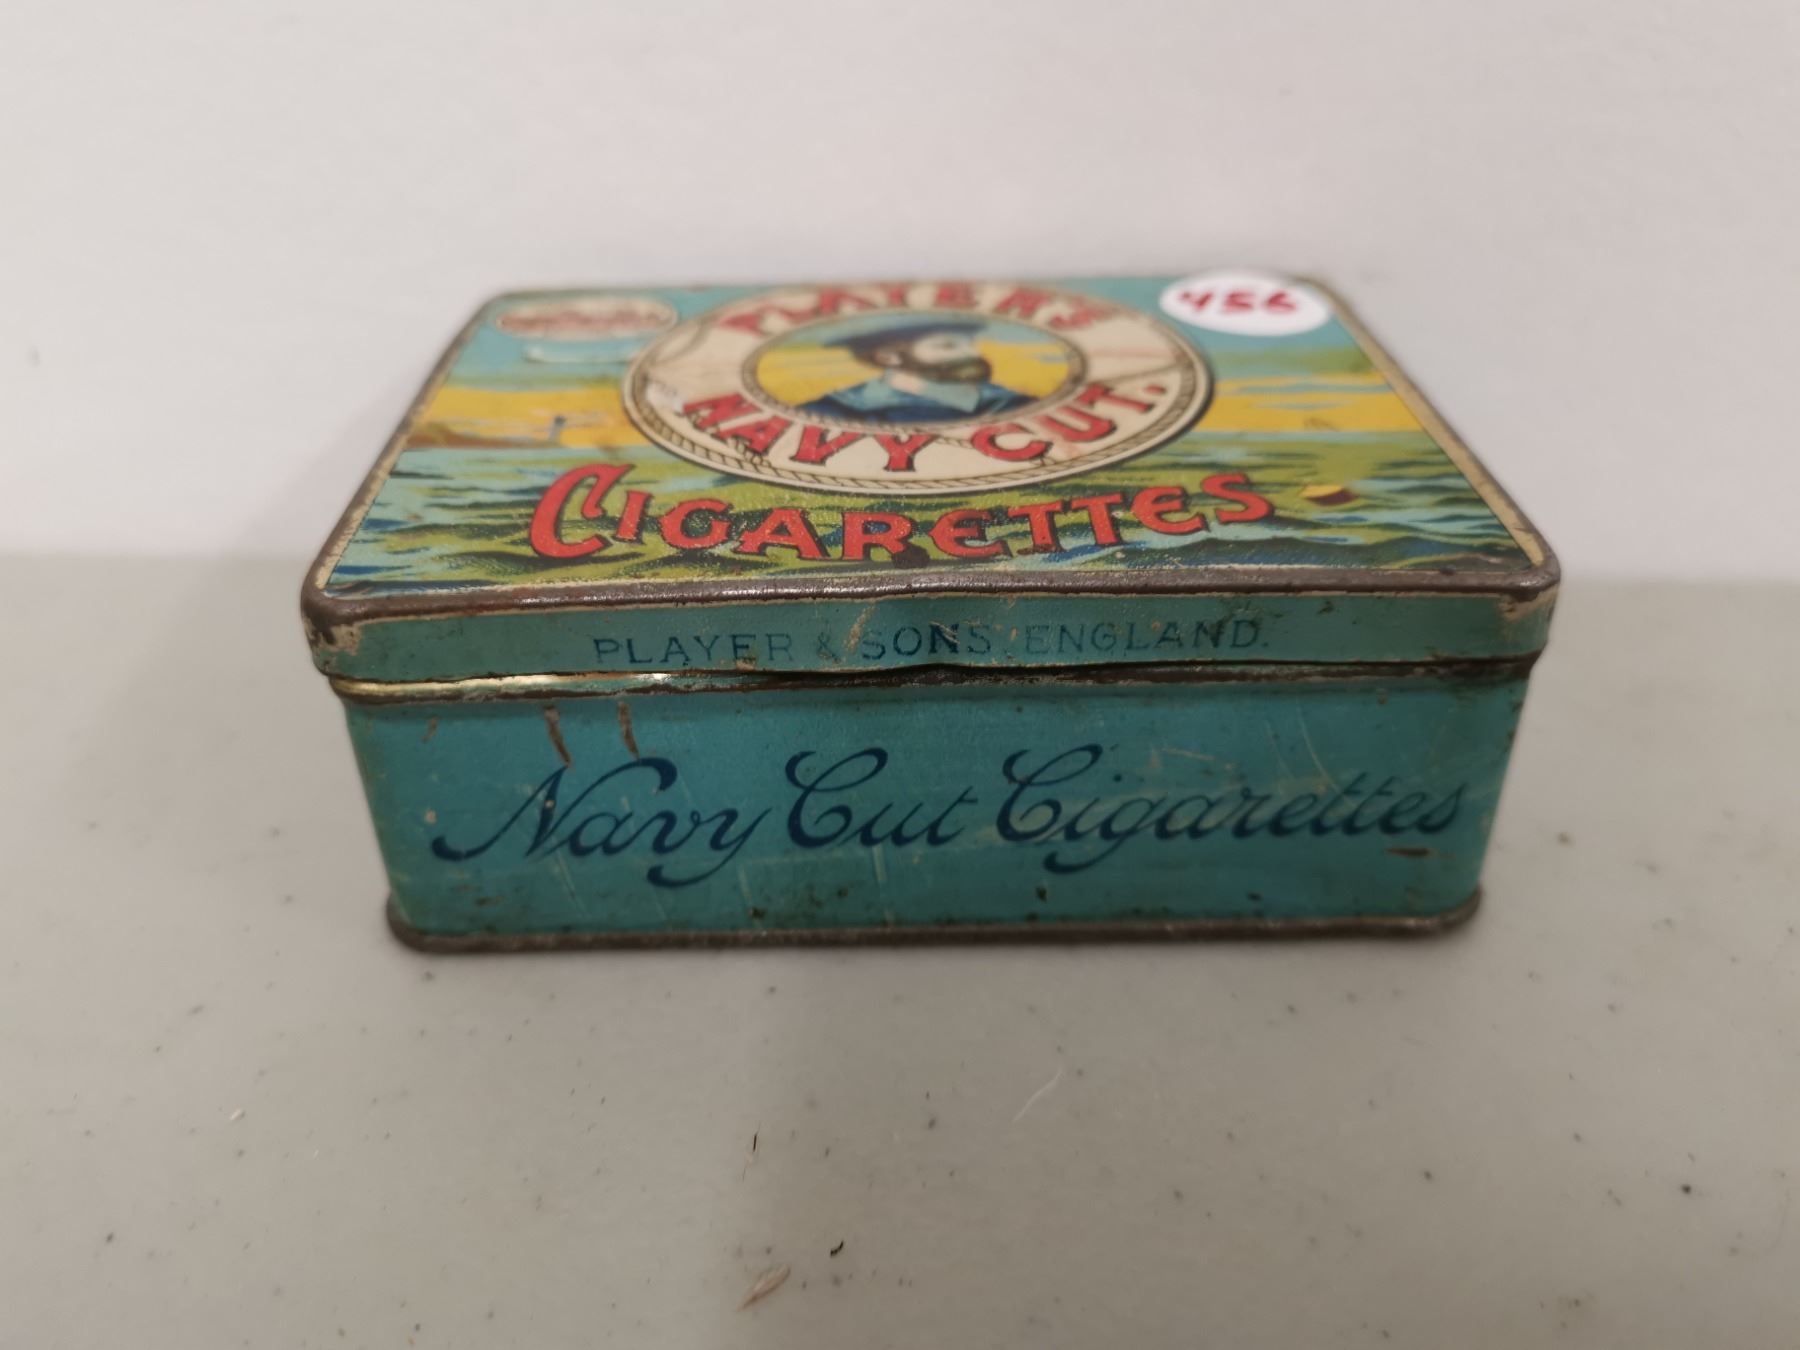 456
PLAYER'S
NAVY CUT.
CIGARETTES
PLAYER & SONS, ENGLAND.
Navy Cut Cigarettes